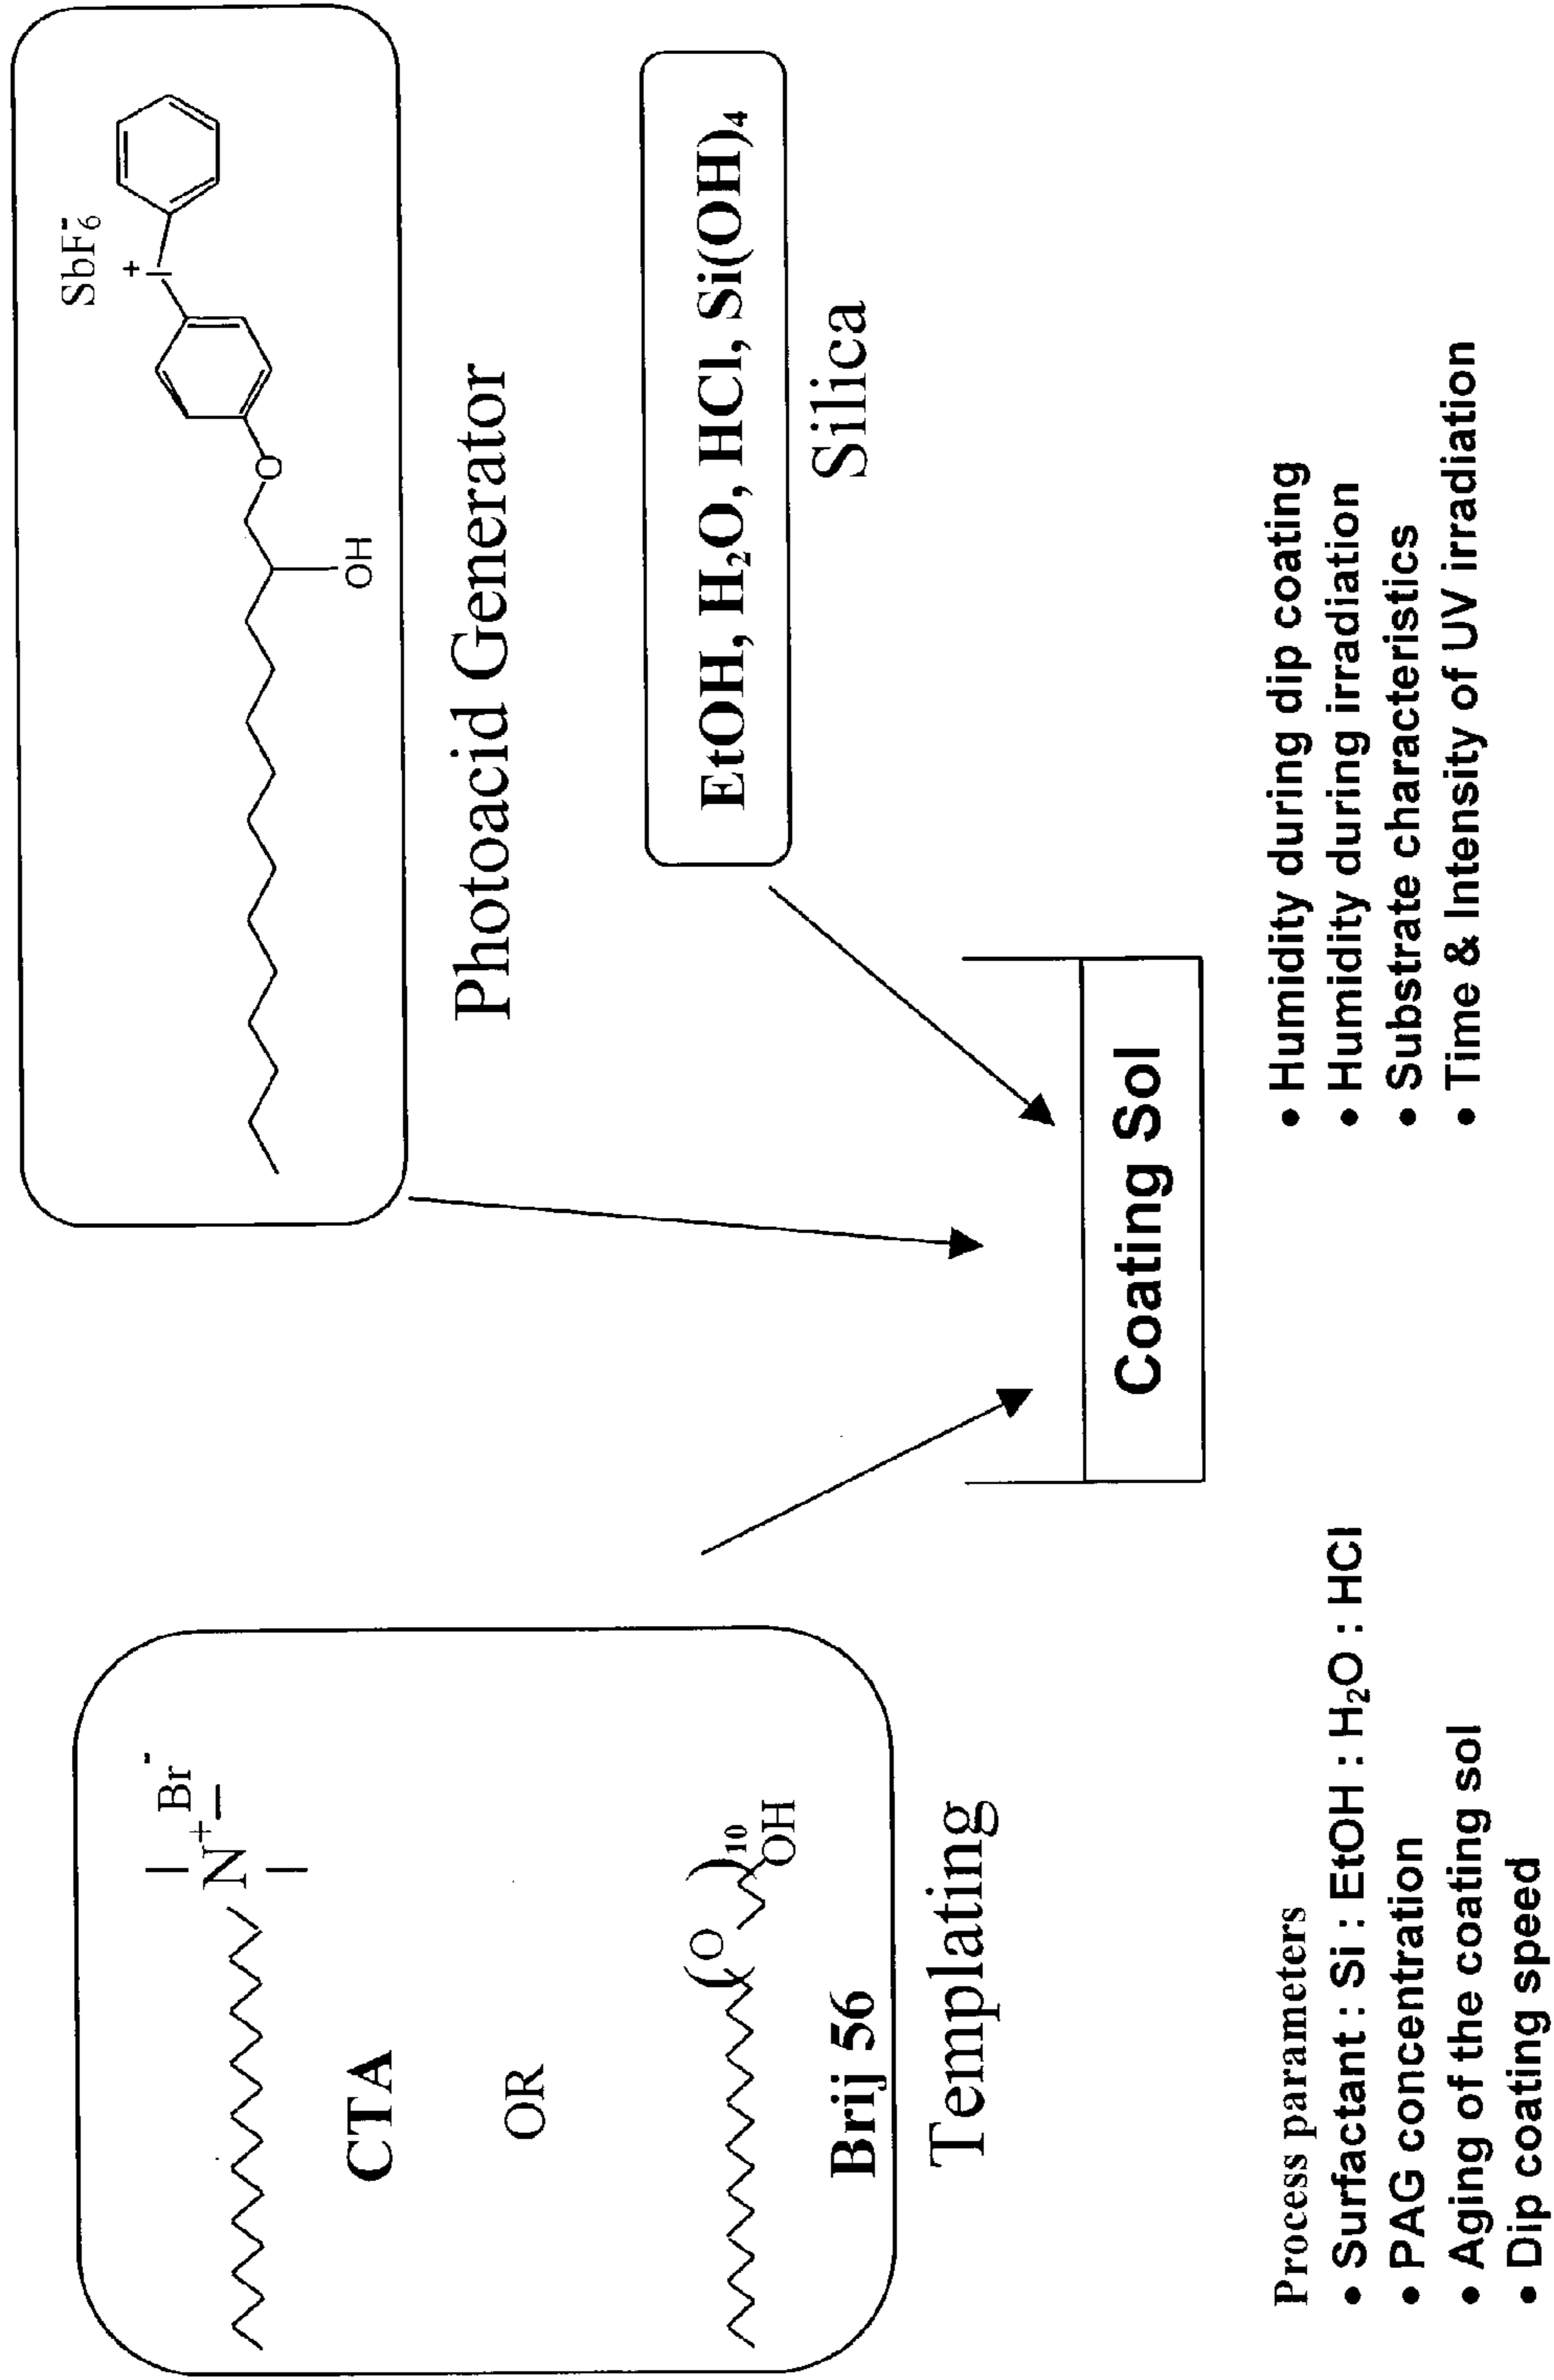 N+ Br-
CTA
OR
(O )10
OH
Brij 56
Templating
SbF6-
I+
O
OH
Photoacid Generator
EtOH, H2O, HCl, Si(OH)4
Silica
Coating Sol
Process parameters
• Surfactant : Si : EtOH : H2O : HCl
• PAG concentration
• Aging of the coating sol
• Dip coating speed
• Humidity during dip coating
• Humidity during irradiation
• Substrate characteristics
• Time & Intensity of UV irradiation